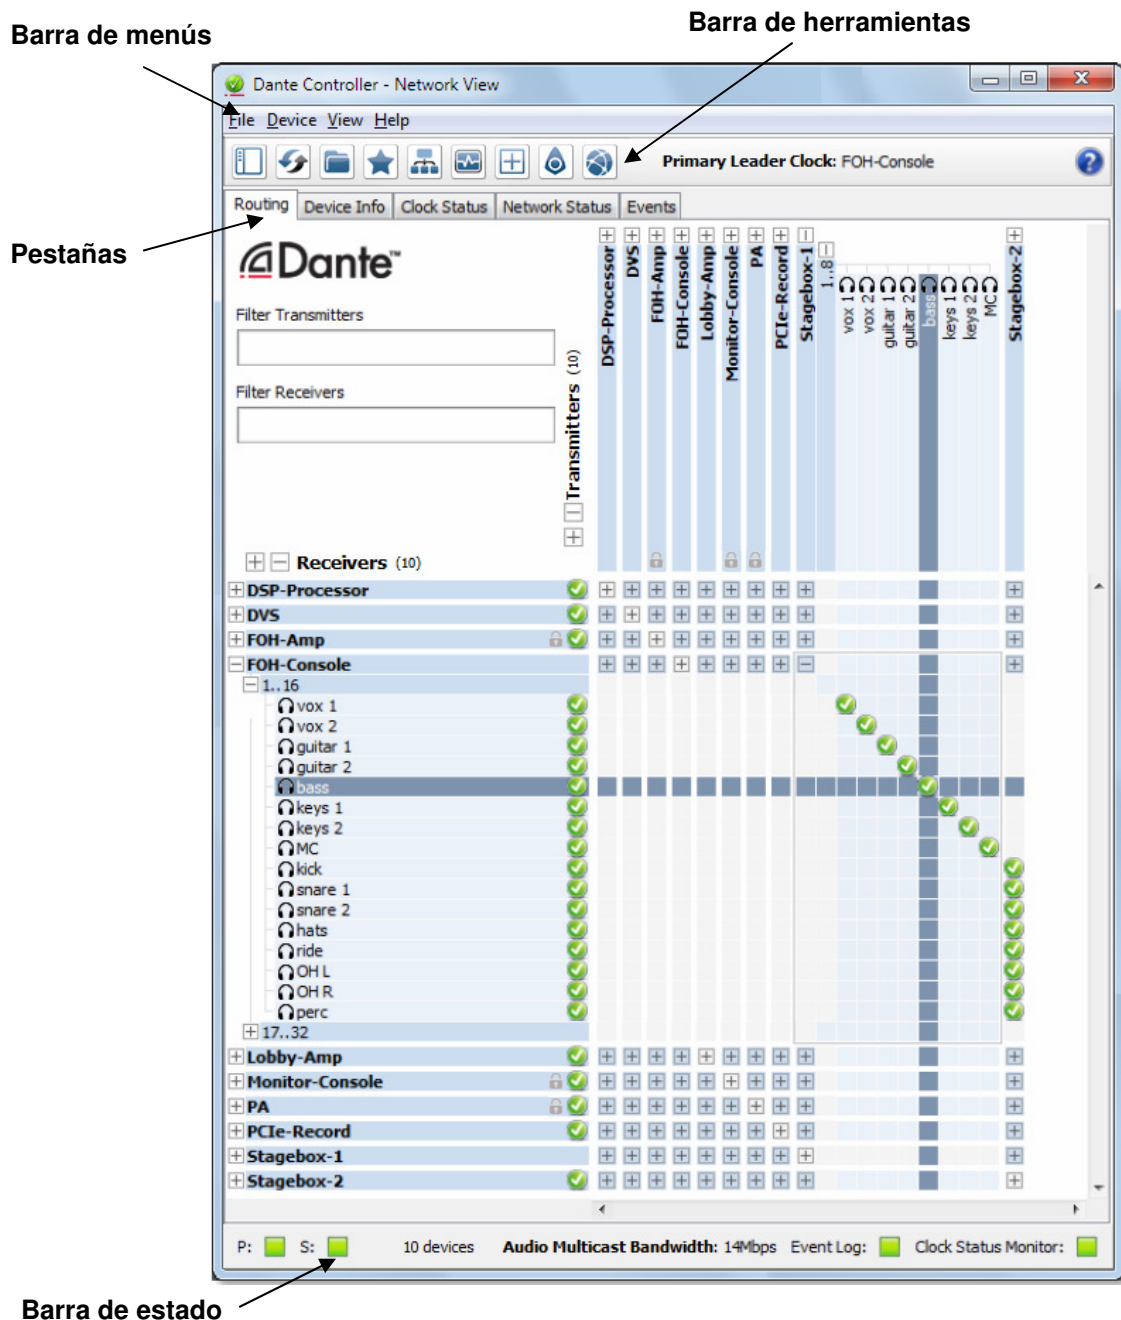 Barra de menús
Barra de herramientas
Dante Controller - Network View
File Device View Help
Primary Leader Clock: FOH-Console
?
Routing Device Info Clock Status Network Status Events
Pestañas
Dante™
Filter Transmitters
Filter Receivers
Transmitters (10)
Receivers (10)
DSP-Processor
DVS
FOH-Amp
FOH-Console
Lobby-Amp
Monitor-Console
PA
PCIe-Record
Stagebox-1
1..8
vox 1
vox 2
guitar 1
guitar 2
bass
keys 1
keys 2
MC
Stagebox-2
DSP-Processor
DVS
FOH-Amp
FOH-Console
1..16
vox 1
vox 2
guitar 1
guitar 2
bass
keys 1
keys 2
MC
kick
snare 1
snare 2
hats
ride
OH L
OH R
perc
17..32
Lobby-Amp
Monitor-Console
PA
PCIe-Record
Stagebox-1
Stagebox-2
P: S: 10 devices Audio Multicast Bandwidth: 14Mbps Event Log: Clock Status Monitor:
Barra de estado